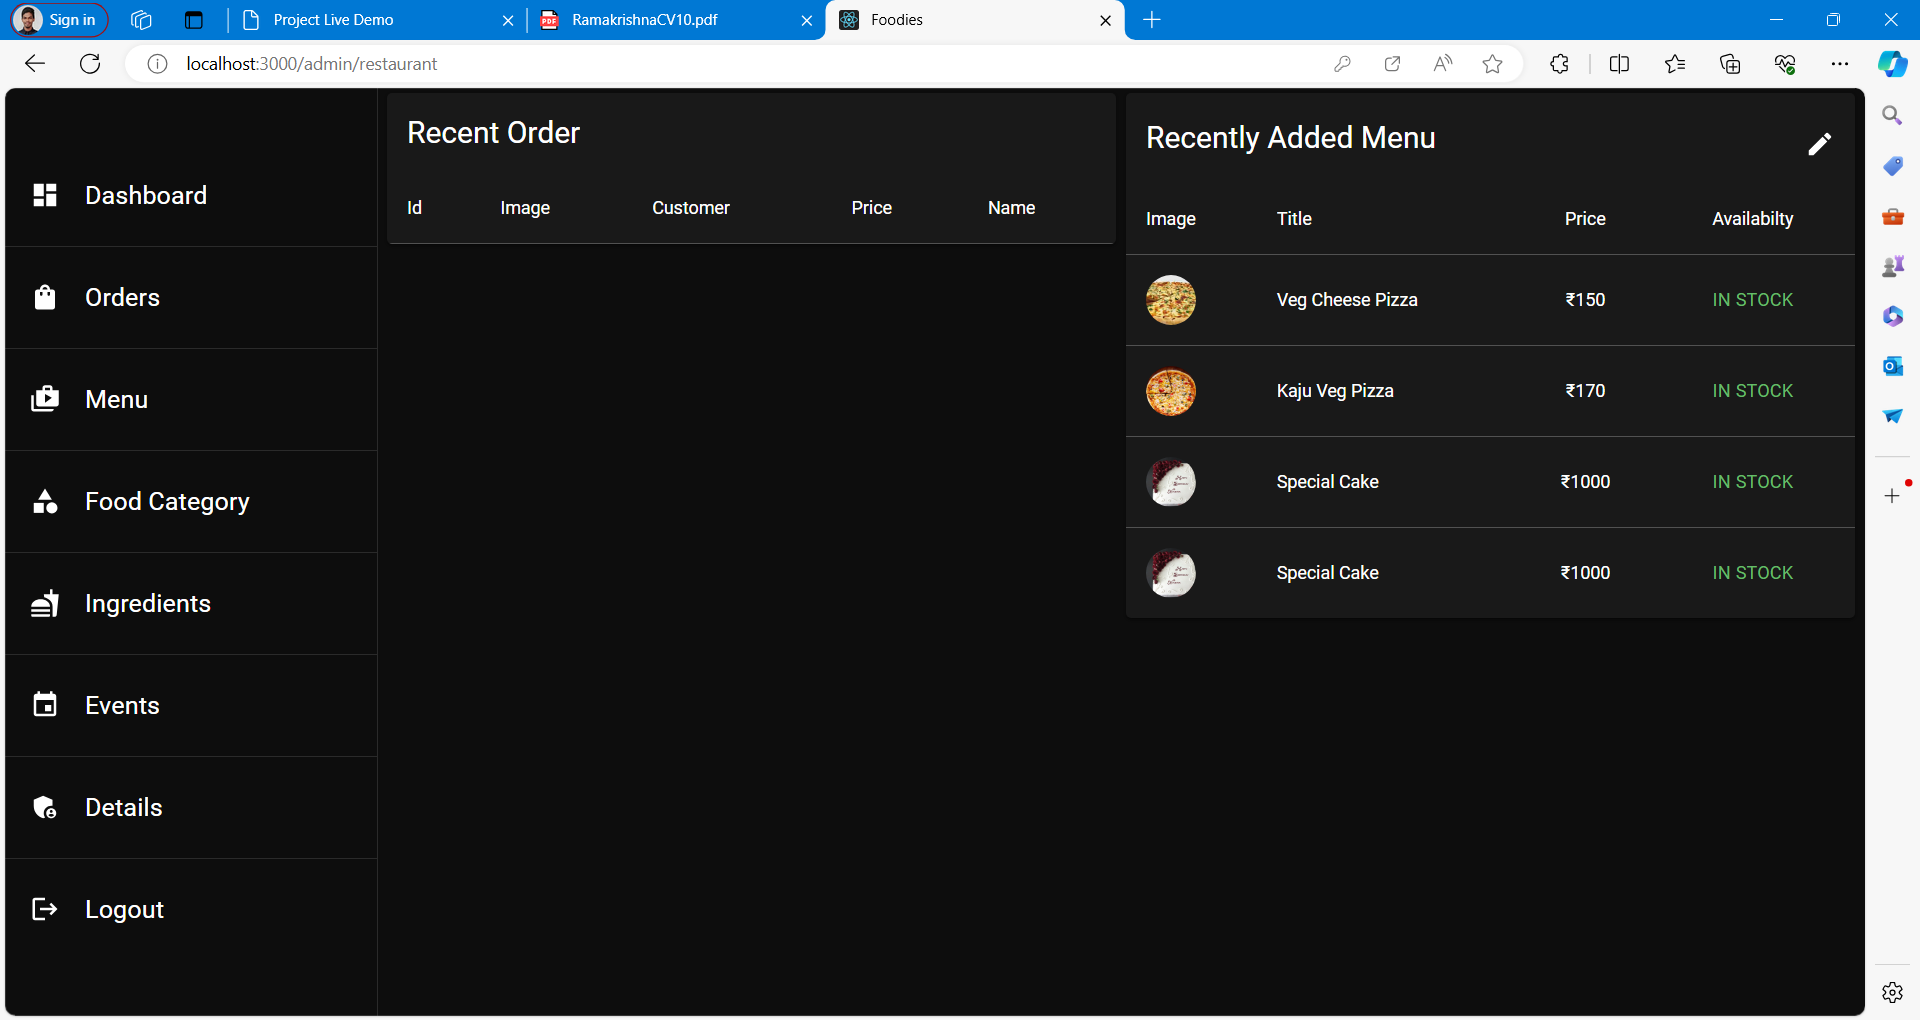 Sign in
Project Live Demo
RamakrishnaCV10.pdf
Foodies
localhost:3000/admin/restaurant
Dashboard
Orders
Menu
Food Category
Ingredients
Events
Details
Logout
Recent Order
Id Image Customer Price Name
Recently Added Menu
Image Title Price Availabilty
Veg Cheese Pizza ₹150 IN STOCK
Kaju Veg Pizza ₹170 IN STOCK
Special Cake ₹1000 IN STOCK
Special Cake ₹1000 IN STOCK